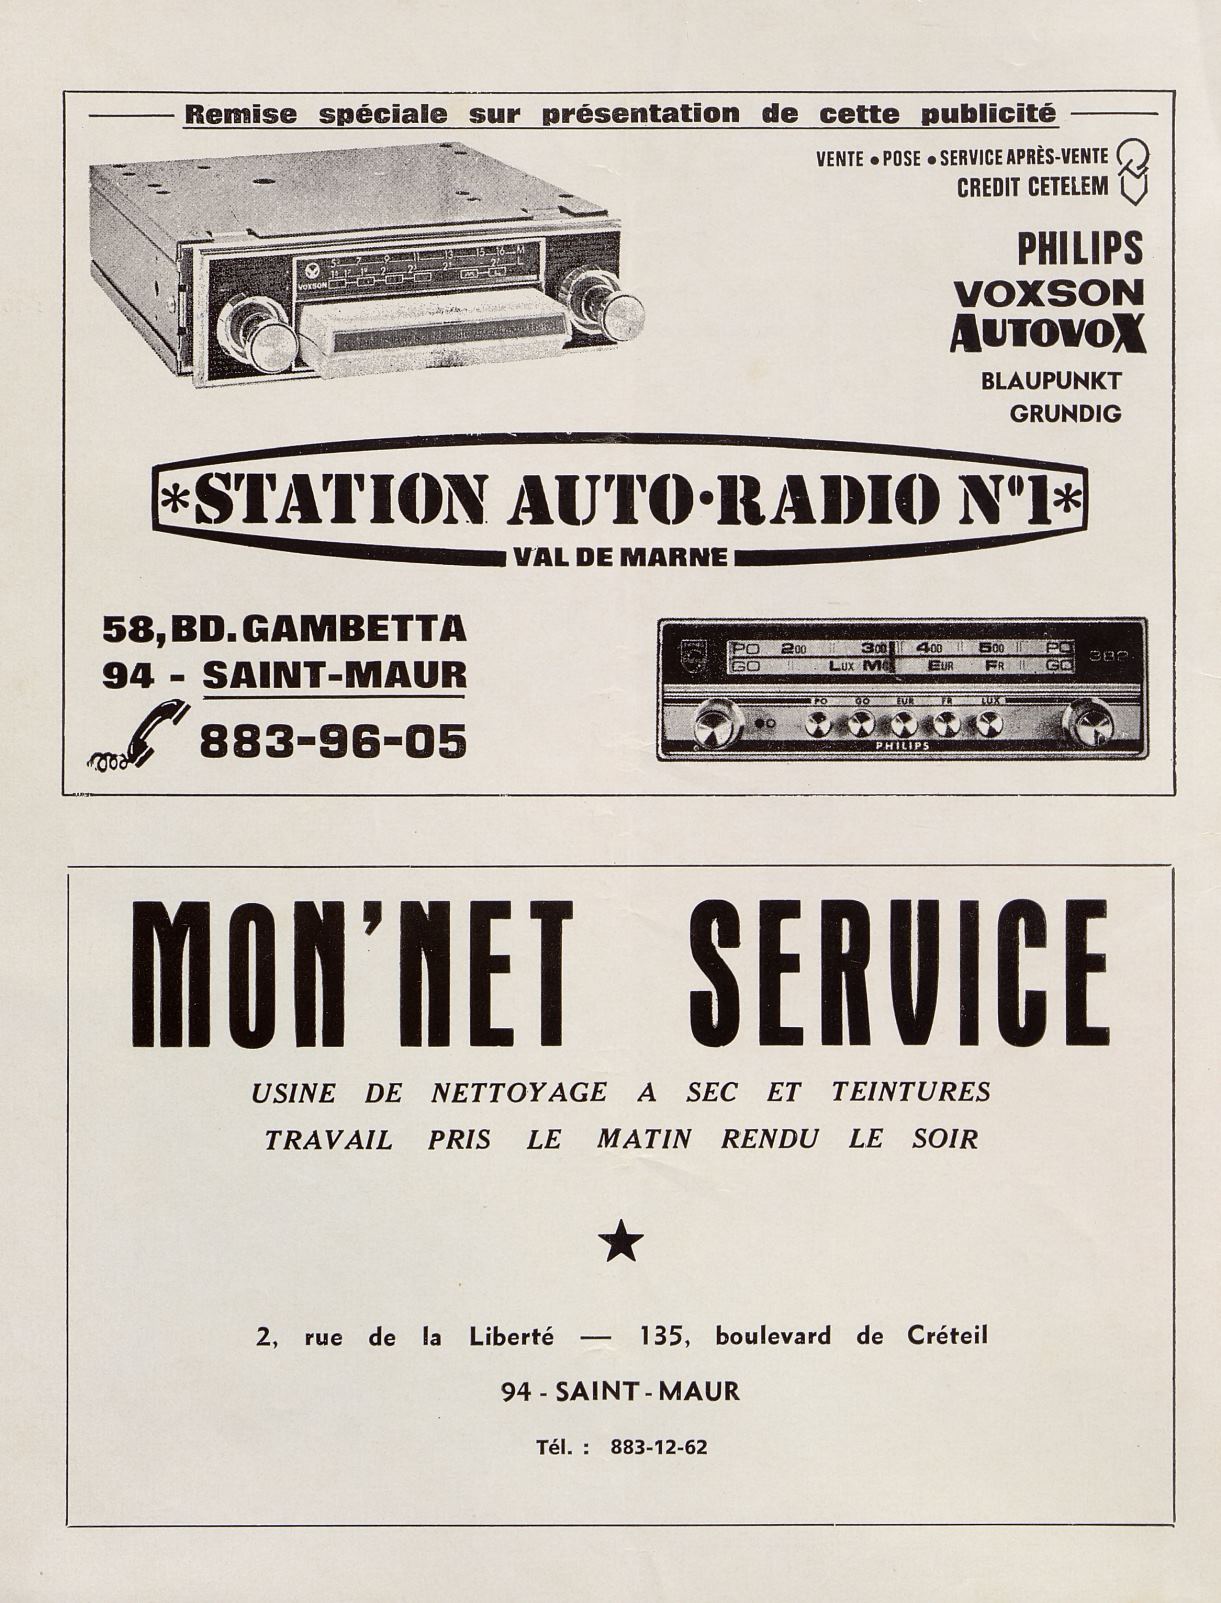 Remise spéciale sur présentation de cette publicité
VENTE • POSE • SERVICE APRÈS-VENTE
CREDIT CETELEM
PHILIPS
VOXSON
AUTOVOX
BLAUPUNKT
GRUNDIG
VOXSON
*STATION AUTO·RADIO N°1*
VAL DE MARNE
58, BD. GAMBETTA
94 - SAINT-MAUR
883-96-05
PO 200 300 400 500 PO
GO LUX MC EUR FR GO
PO GO EUR FR LUX
PHILIPS
MON'NET SERVICE
USINE DE NETTOYAGE A SEC ET TEINTURES
TRAVAIL PRIS LE MATIN RENDU LE SOIR
2, rue de la Liberté — 135, boulevard de Créteil
94 - SAINT-MAUR
Tél. : 883-12-62